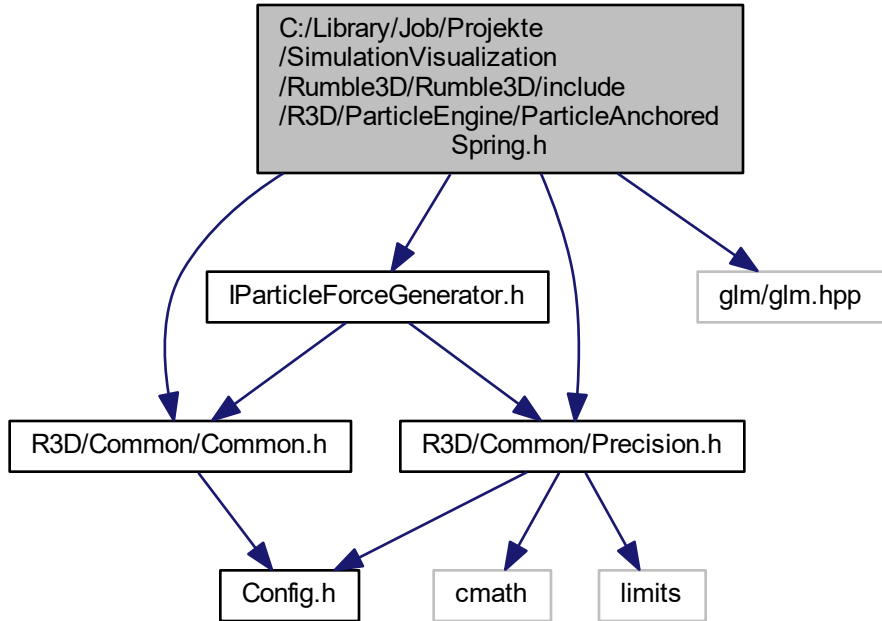 C:/Library/Job/Projekte
/SimulationVisualization
/Rumble3D/Rumble3D/include
/R3D/ParticleEngine/ParticleAnchored
Spring.h
IParticleForceGenerator.h
glm/glm.hpp
R3D/Common/Common.h
R3D/Common/Precision.h
Config.h
cmath
limits